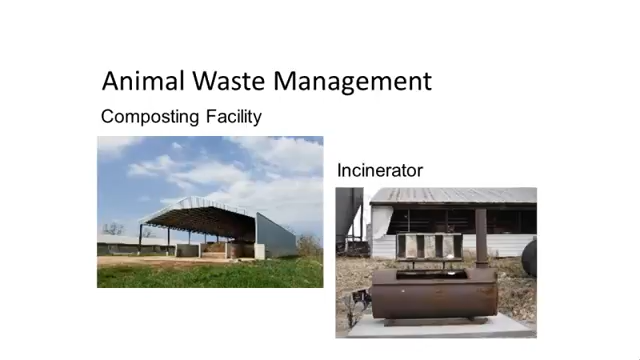 Animal Waste Management
Composting Facility
Incinerator